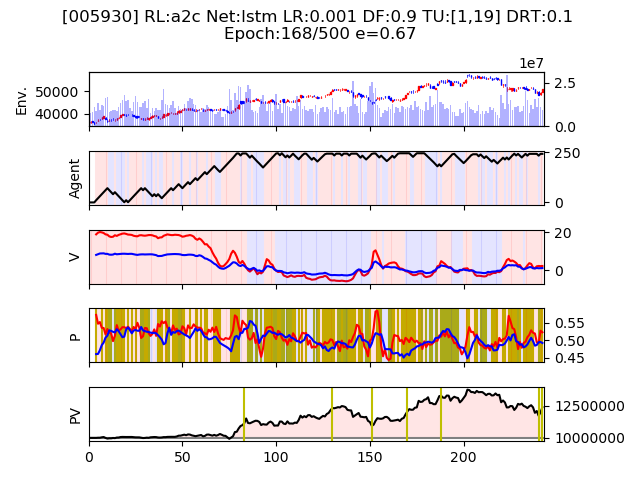 [005930] RL:a2c Net:lstm LR:0.001 DF:0.9 TU:[1,19] DRT:0.1
Epoch:168/500 e=0.67
1e7
Env.
50000
40000
2.5
0.0
Agent
250
0
V
20
0
P
0.55
0.50
0.45
PV
12500000
10000000
0
50
100
150
200